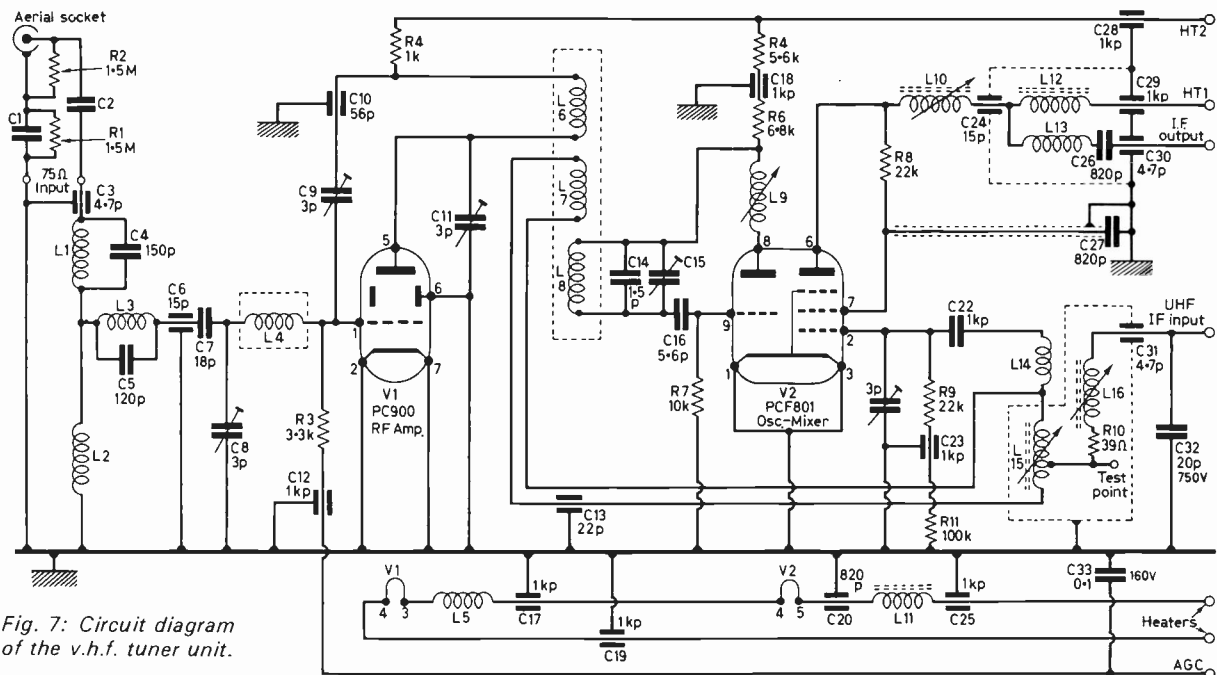 Aerial socket
R2
1·5M
C2
C1
R1
1·5M
75Ω
Input
C3
4·7p
L1
C4
150p
L3
C6
15p
C7
18p
L4
C5
120p
L2
C8
3p
R4
1k
C10
56p
C9
3p
C11
3p
5
6
1
2
7
V1
PC900
RF Amp.
R3
3·3k
C12
1kp
L6
L7
L8
C14
1·5
p
C15
C16
5·6p
R7
10k
C13
22p
R4
5·6k
C18
1kp
R6
6·8k
L9
8
6
9
7
2
1
3
V2
PCF801
Osc-Mixer
R8
22k
L10
C24
15p
L12
L13
C26
820p
C28
1kp
HT2
C29
1kp
HT1
I.F.
output
C30
4·7p
C27
820p
C22
1kp
UHF
IF input
C31
4·7p
L14
L16
R10
39Ω
L15
Test
point
C32
20p
750V
3p
R9
22k
C23
1kp
R11
100k
C33
0·1
160V
V1
4
3
L5
1kp
C17
1kp
C19
V2
4
5
820
p
C20
L11
1kp
C25
Heaters
AGC
Fig. 7: Circuit diagram
of the v.h.f. tuner unit.